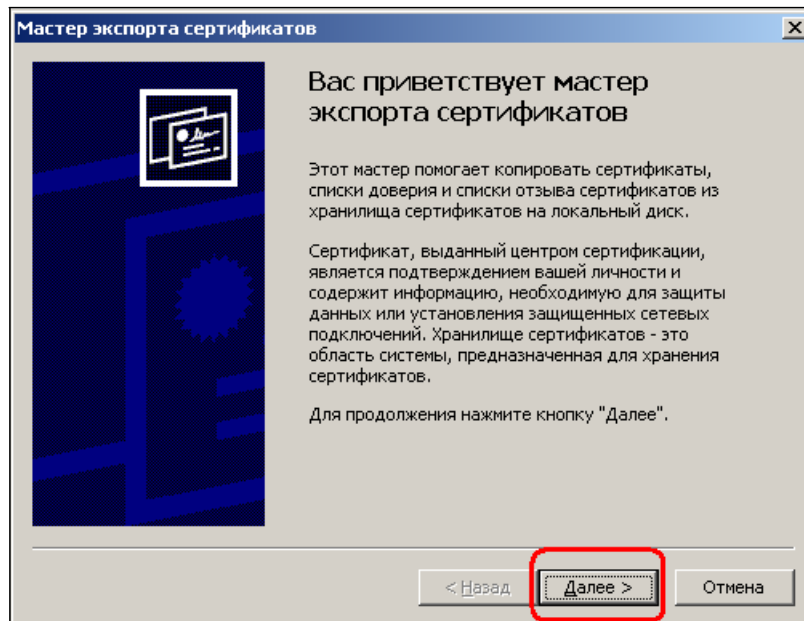 Мастер экспорта сертификатов
Вас приветствует мастер
экспорта сертификатов
Этот мастер помогает копировать сертификаты,
списки доверия и списки отзыва сертификатов из
хранилища сертификатов на локальный диск.
Сертификат, выданный центром сертификации,
является подтверждением вашей личности и
содержит информацию, необходимую для защиты
данных или установления защищенных сетевых
подключений. Хранилище сертификатов - это
область системы, предназначенная для хранения
сертификатов.
Для продолжения нажмите кнопку "Далее".
< Назад Далее > Отмена